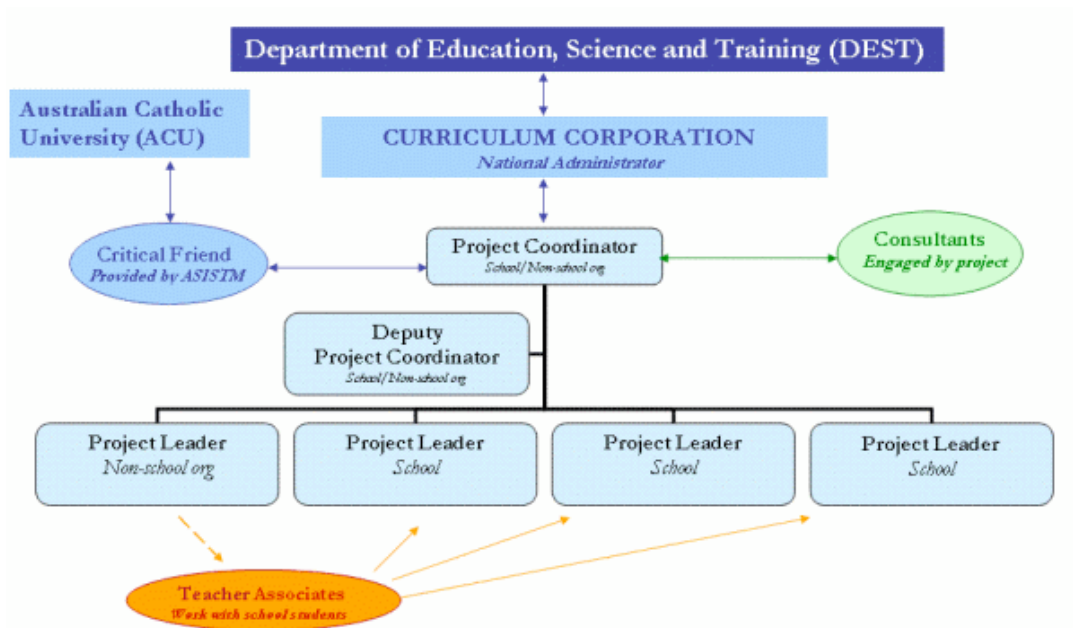 Department of Education, Science and Training (DEST)
Australian Catholic
University (ACU)
CURRICULUM CORPORATION
National Administrator
Critical Friend
Provided by ASISTM
Project Coordinator
School/Non-school org
Consultants
Engaged by project
Deputy
Project Coordinator
School/Non-school org
Project Leader
Non-school org
Project Leader
School
Project Leader
School
Project Leader
School
Teacher Associates
Work with school students